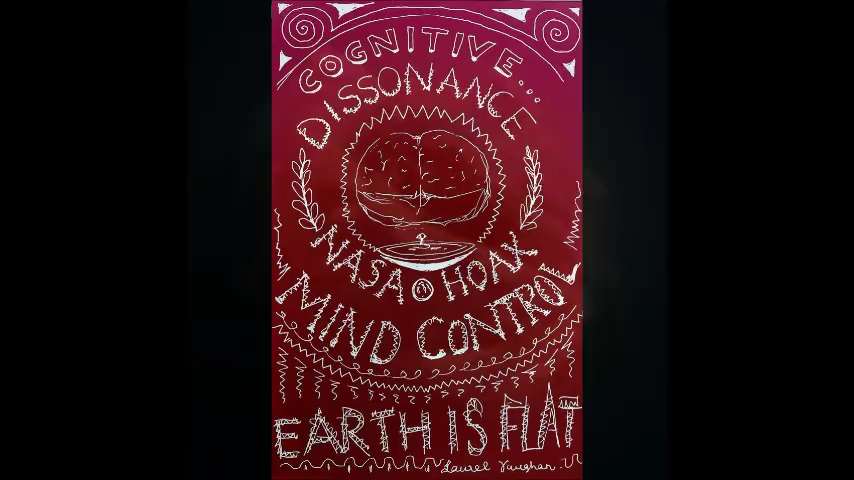 COGNITIVE...
DISSONANCE
NASA HOAX
MIND CONTROL
EARTH IS FLAT
Laurel Vaughan